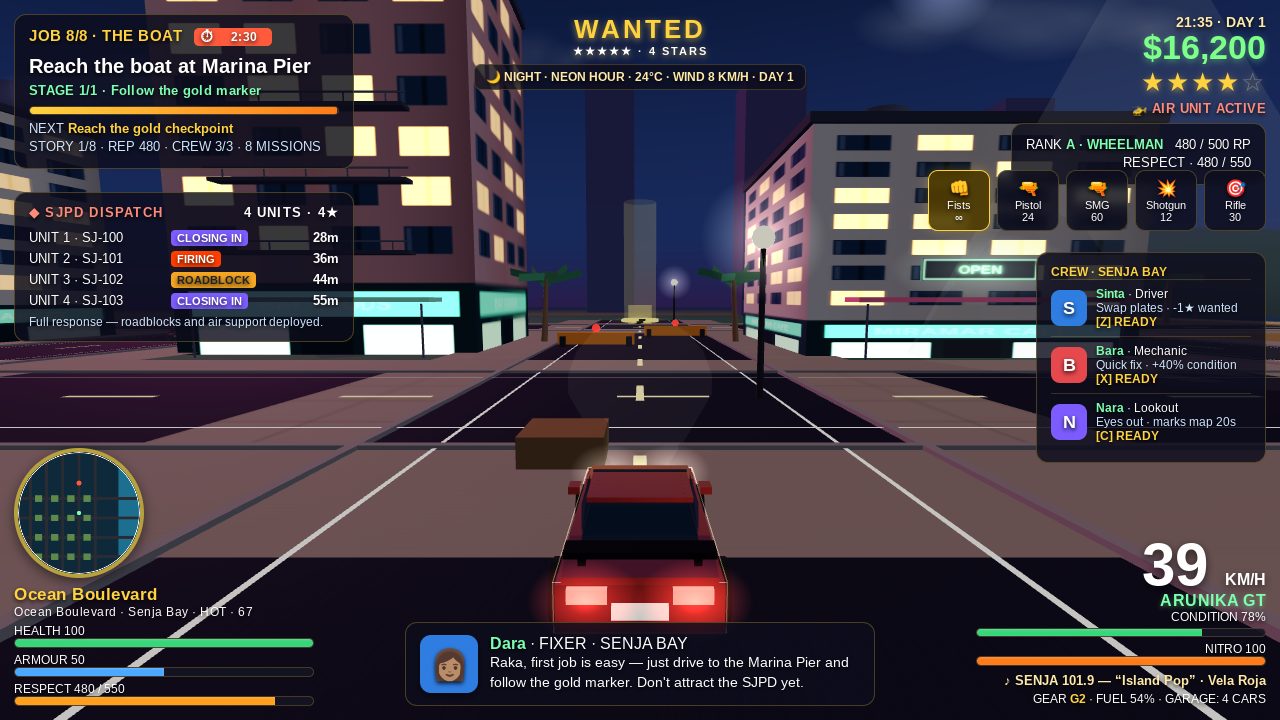 JOB 8/8 · THE BOAT ⏱ 2:30
Reach the boat at Marina Pier
STAGE 1/1 · Follow the gold marker
NEXT Reach the gold checkpoint
STORY 1/8 · REP 480 · CREW 3/3 · 8 MISSIONS
◆ SJPD DISPATCH 4 UNITS · 4★
UNIT 1 · SJ-100 CLOSING IN 28m
UNIT 2 · SJ-101 FIRING 36m
UNIT 3 · SJ-102 ROADBLOCK 44m
UNIT 4 · SJ-103 CLOSING IN 55m
Full response — roadblocks and air support deployed.
WANTED
★★★★★ · 4 STARS
🌙 NIGHT · NEON HOUR · 24°C · WIND 8 KM/H · DAY 1
21:35 · DAY 1
$16,200
★★★★☆
🚁 AIR UNIT ACTIVE
RANK A · WHEELMAN 480 / 500 RP
RESPECT · 480 / 550
Fists
∞
Pistol
24
SMG
60
Shotgun
12
Rifle
30
OPEN
CREW · SENJA BAY
S
Sinta · Driver
Swap plates · -1★ wanted
[Z] READY
B
Bara · Mechanic
Quick fix · +40% condition
[X] READY
N
Nara · Lookout
Eyes out · marks map 20s
[C] READY
Ocean Boulevard
Ocean Boulevard · Senja Bay · HOT · 67
HEALTH 100
ARMOUR 50
RESPECT 480 / 550
Dara · FIXER · SENJA BAY
Raka, first job is easy — just drive to the Marina Pier and
follow the gold marker. Don't attract the SJPD yet.
39 KM/H
ARUNIKA GT
CONDITION 78%
NITRO 100
♪ SENJA 101.9 — “Island Pop” · Vela Roja
GEAR G2 · FUEL 54% · GARAGE: 4 CARS